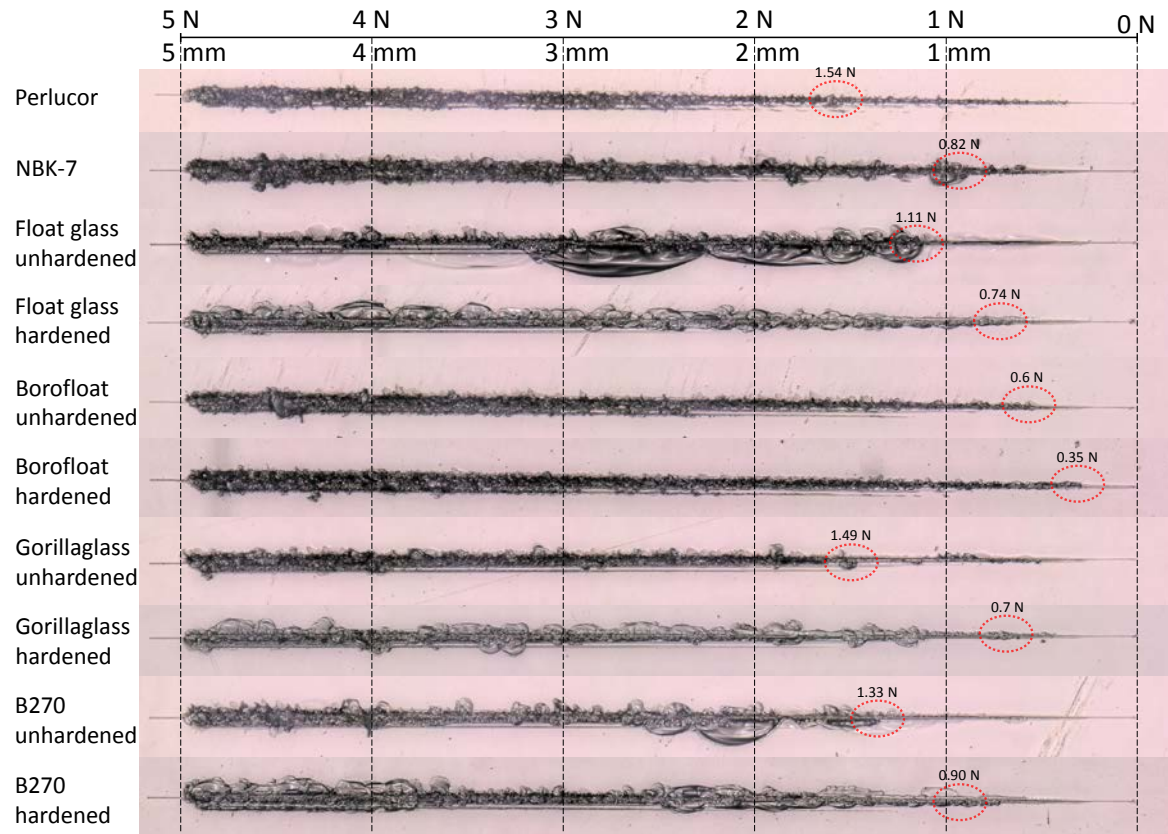 5 N 4 N 3 N 2 N 1 N 0 N
5 mm 4 mm 3 mm 2 mm 1 mm
1.54 N
Perlucor
0.82 N
NBK-7
Float glass
unhardened
1.11 N
Float glass
hardened
0.74 N
Borofloat
unhardened
0.6 N
Borofloat
hardened
0.35 N
Gorillaglass
unhardened
1.49 N
Gorillaglass
hardened
0.7 N
B270
unhardened
1.33 N
B270
hardened
0.90 N